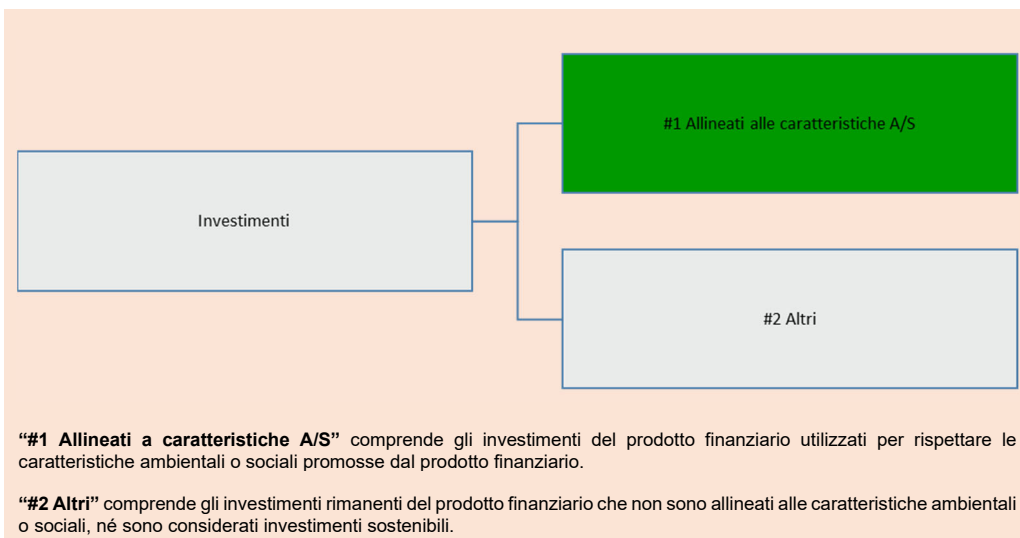 #1 Allineati alle caratteristiche A/S
Investimenti
#2 Altri
“#1 Allineati a caratteristiche A/S” comprende gli investimenti del prodotto finanziario utilizzati per rispettare le
caratteristiche ambientali o sociali promosse dal prodotto finanziario.
“#2 Altri” comprende gli investimenti rimanenti del prodotto finanziario che non sono allineati alle caratteristiche ambientali
o sociali, né sono considerati investimenti sostenibili.